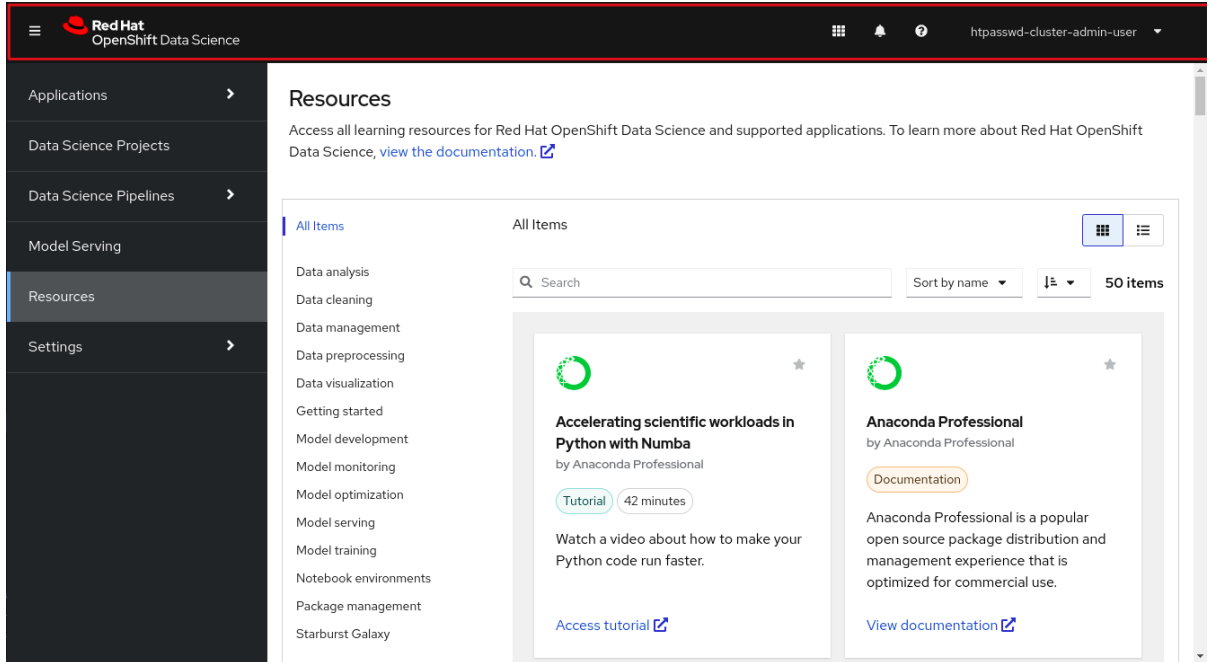 Red Hat
OpenShift Data Science
htpasswd-cluster-admin-user
Applications
Data Science Projects
Data Science Pipelines
Model Serving
Resources
Settings
Resources
Access all learning resources for Red Hat OpenShift Data Science and supported applications. To learn more about Red Hat OpenShift
Data Science, view the documentation.
All Items
Data analysis
Data cleaning
Data management
Data preprocessing
Data visualization
Getting started
Model development
Model monitoring
Model optimization
Model serving
Model training
Notebook environments
Package management
Starburst Galaxy
All Items
Search
Sort by name
50 items
Accelerating scientific workloads in
Python with Numba
by Anaconda Professional
Tutorial 42 minutes
Watch a video about how to make your
Python code run faster.
Access tutorial
Anaconda Professional
by Anaconda Professional
Documentation
Anaconda Professional is a popular
open source package distribution and
management experience that is
optimized for commercial use.
View documentation